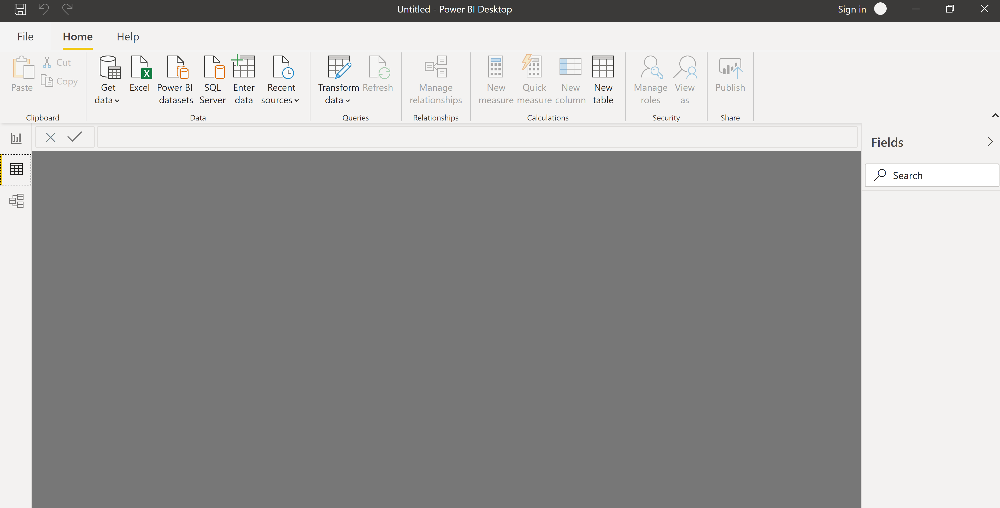 Untitled - Power BI Desktop
Sign in
File
Home
Help
Paste
Cut
Copy
Clipboard
Get
data
X
Excel
Power BI
datasets
SQL
Server
Enter
data
Recent
sources
Data
Transform
data
Refresh
Queries
Manage
relationships
Relationships
New
measure
Quick
measure
New
column
New
table
Calculations
Manage
roles
View
as
Security
Publish
Share
Fields
Search